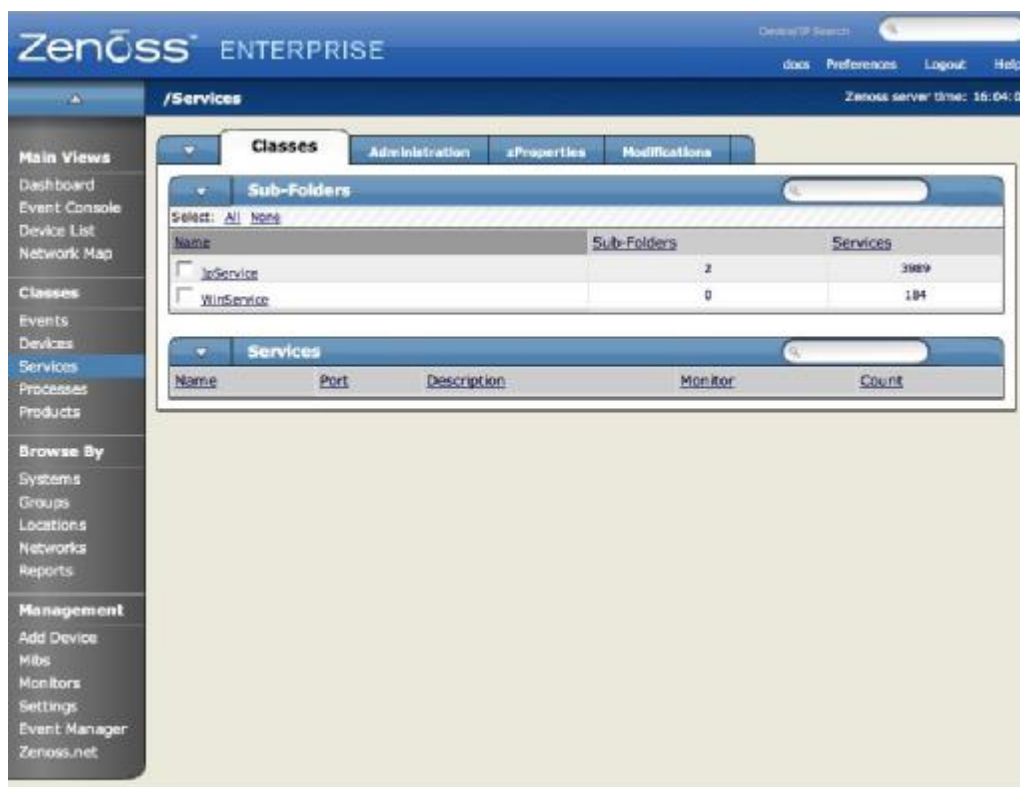 Zenōss ENTERPRISE
Device/IP Search
docs Preferences Logout Help
/Services
Zenoss server time: 16:04:0
Main Views
Dashboard
Event Console
Device List
Network Map
Classes
Events
Devices
Services
Processes
Products
Browse By
Systems
Groups
Locations
Networks
Reports
Management
Add Device
Mibs
Monitors
Settings
Event Manager
Zenoss.net
Classes Administration zProperties Modifications
Sub-Folders
Select: All None
Name Sub-Folders Services
IpService 2 3989
WinService 0 184
Services
Name Port Description Monitor Count